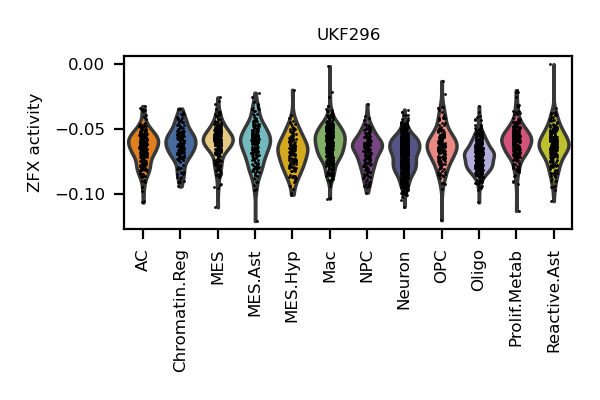 UKF296
ZFX activity
0.00
−0.05
−0.10
AC
Chromatin.Reg
MES
MES.Ast
MES.Hyp
Mac
NPC
Neuron
OPC
Oligo
Prolif.Metab
Reactive.Ast